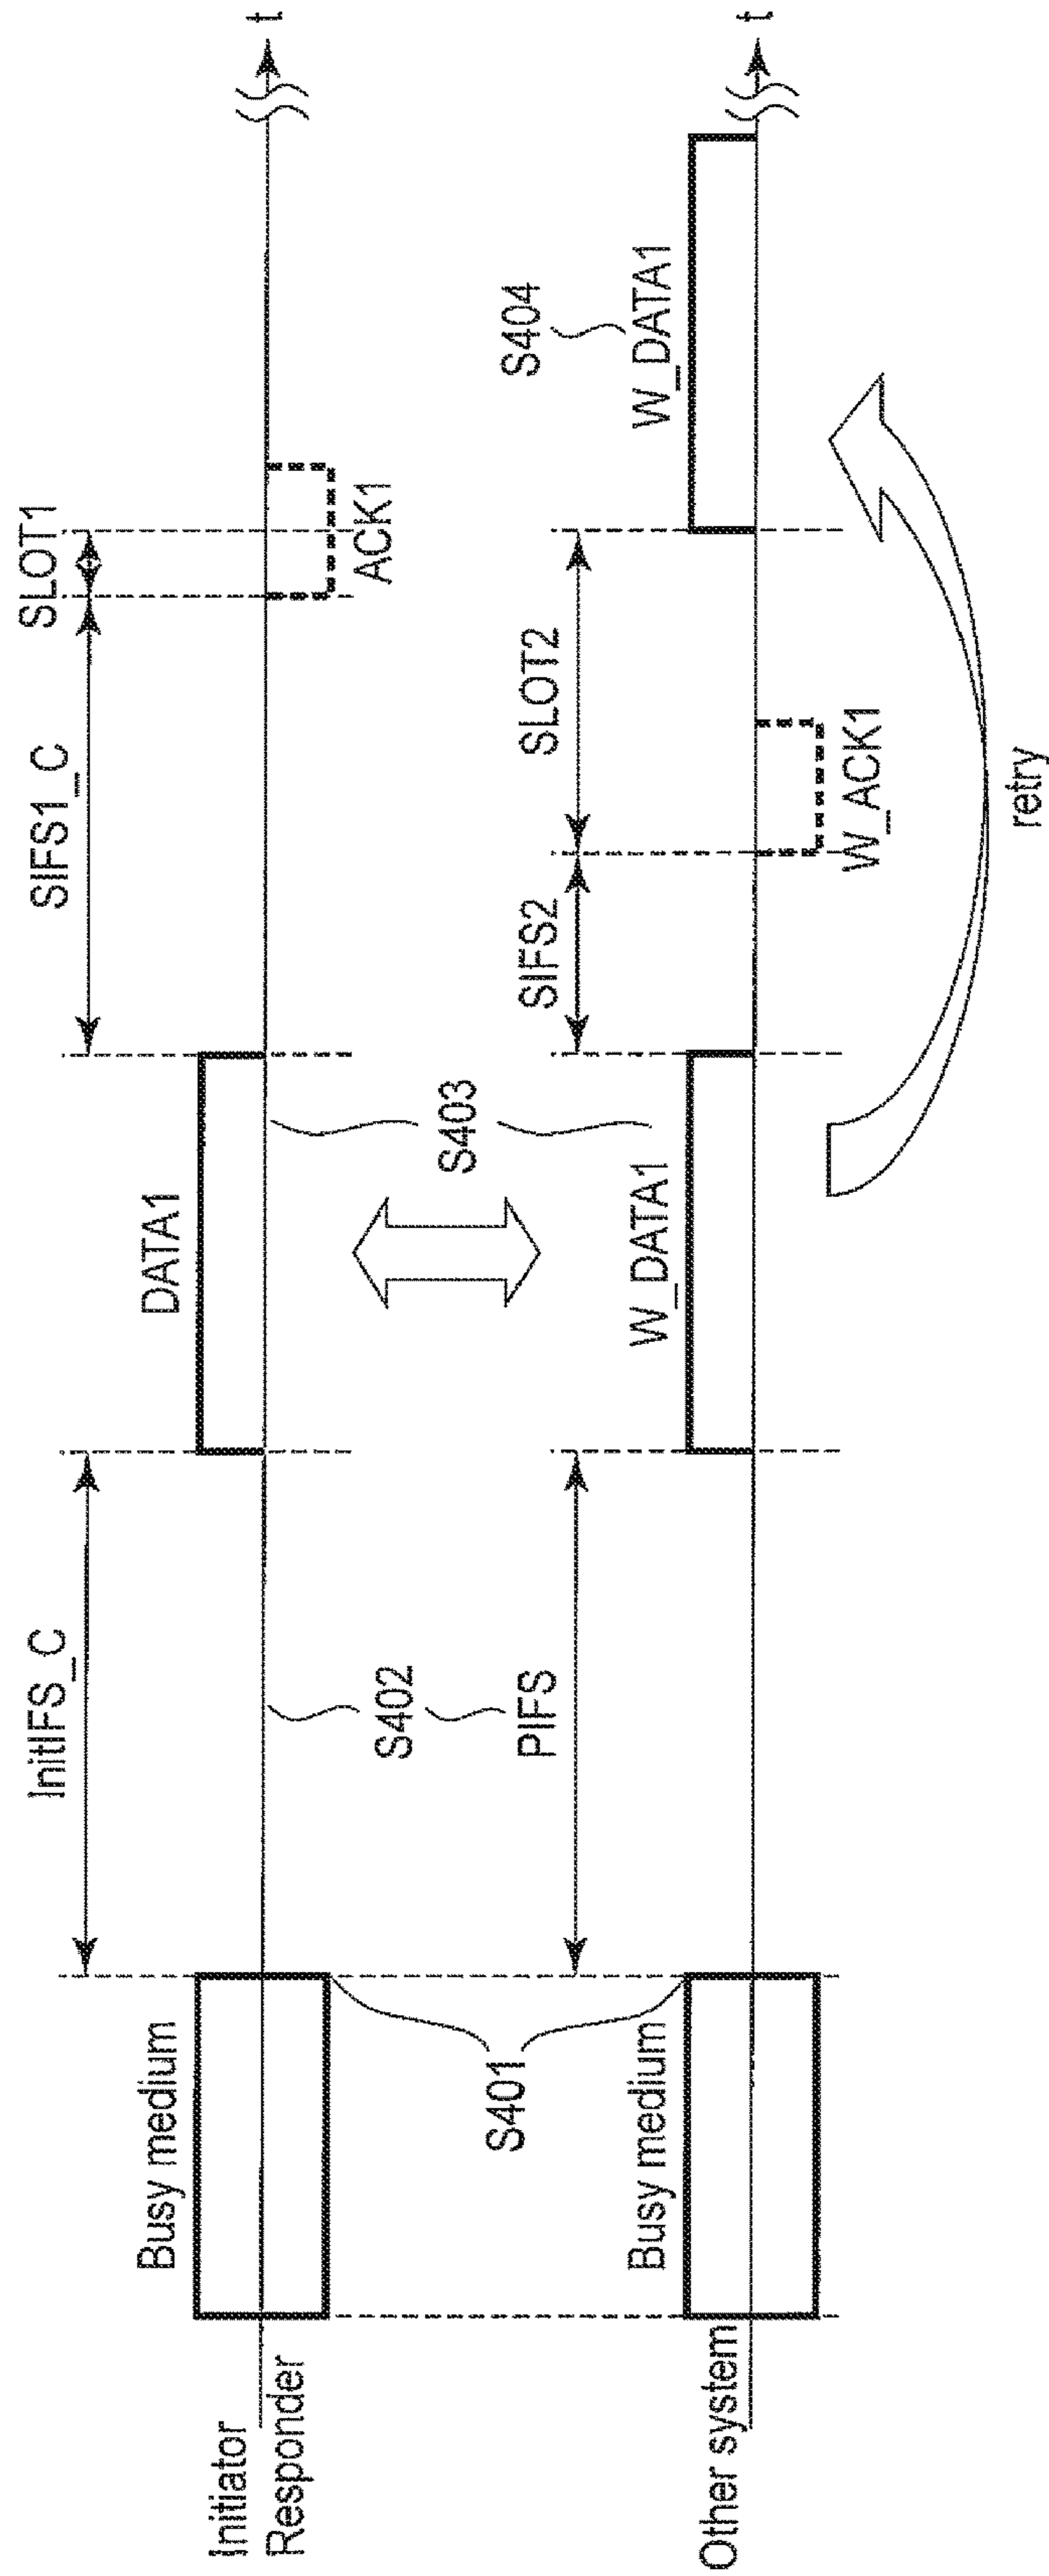 InitIFS_C
SIFS1_C
SLOT1
Busy medium
DATA1
Initiator
Responder
t
ACK1
S401
S402
S403
S404
PIFS
SIFS2
SLOT2
Busy medium
W_DATA1
W_DATA1
Other system
t
W_ACK1
retry